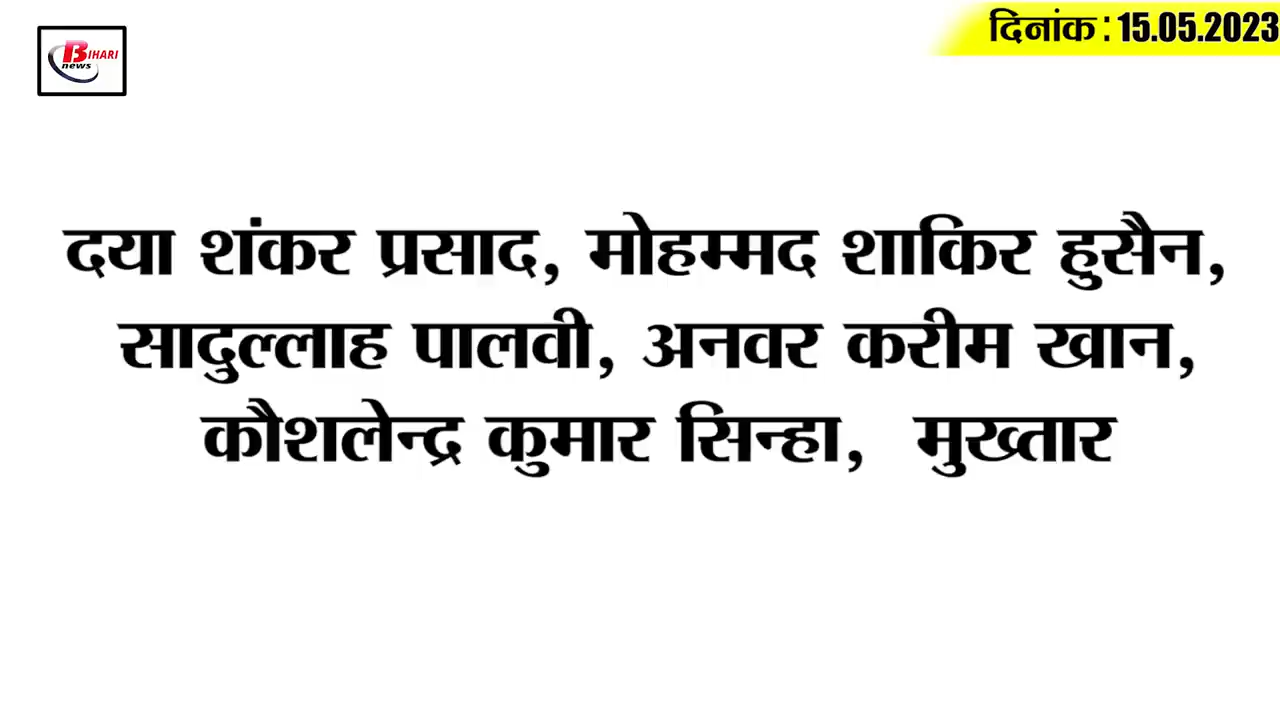 BIHARI
news
दिनांक : 15.05.2023
दया शंकर प्रसाद, मोहम्मद शाकिर हुसैन,
सादुल्लाह पालवी, अनवर करीम खान,
कौशलेन्द्र कुमार सिन्हा, मुख्तार